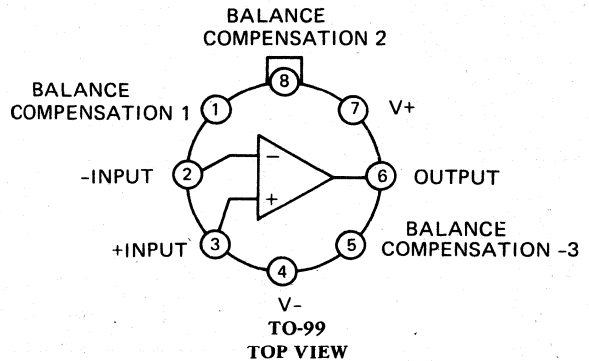 BALANCE
COMPENSATION 2
8
BALANCE
COMPENSATION 1
1
7
V+
-INPUT
2
−
6
OUTPUT
+
+INPUT
3
5
BALANCE
COMPENSATION -3
4
V-
TO-99
TOP VIEW